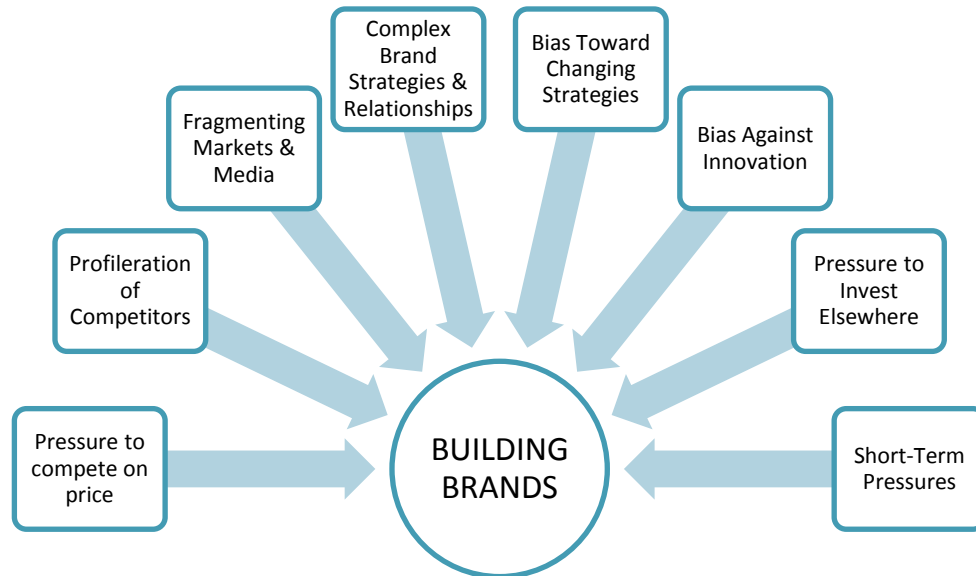 Pressure to
compete on
price
Profileration
of
Competitors
Fragmenting
Markets &
Media
Complex
Brand
Strategies &
Relationships
Bias Toward
Changing
Strategies
Bias Against
Innovation
Pressure to
Invest
Elsewhere
Short-Term
Pressures
BUILDING
BRANDS